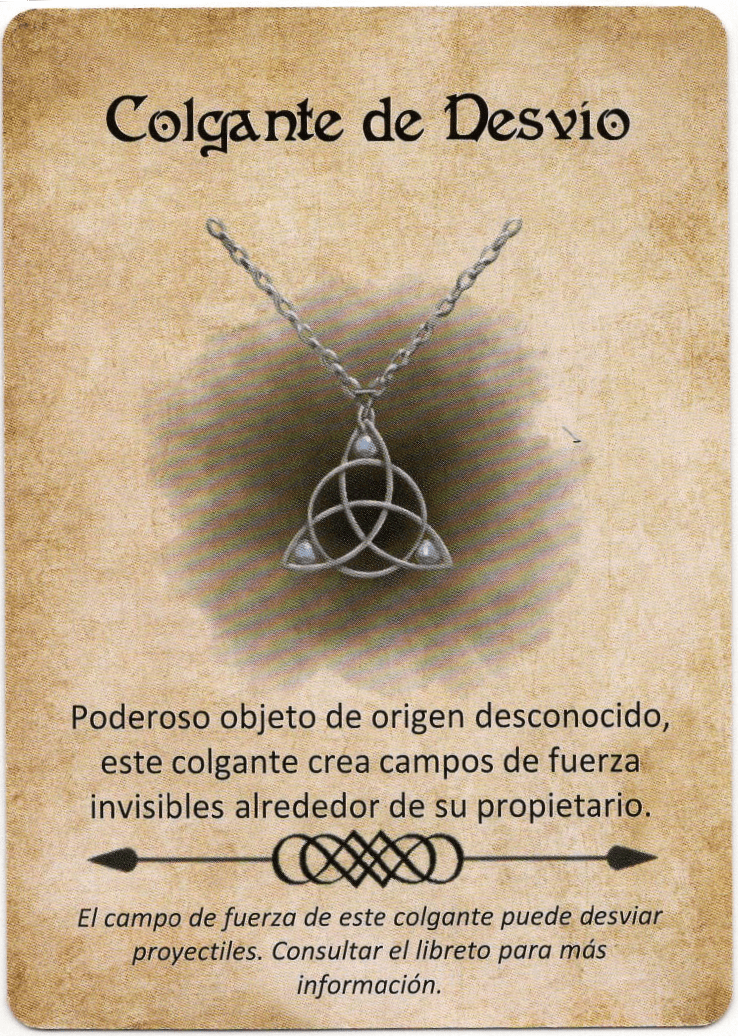 Colgante de Desvío
Poderoso objeto de origen desconocido,
este colgante crea campos de fuerza
invisibles alrededor de su propietario.
El campo de fuerza de este colgante puede desviar
proyectiles. Consultar el libreto para más
información.